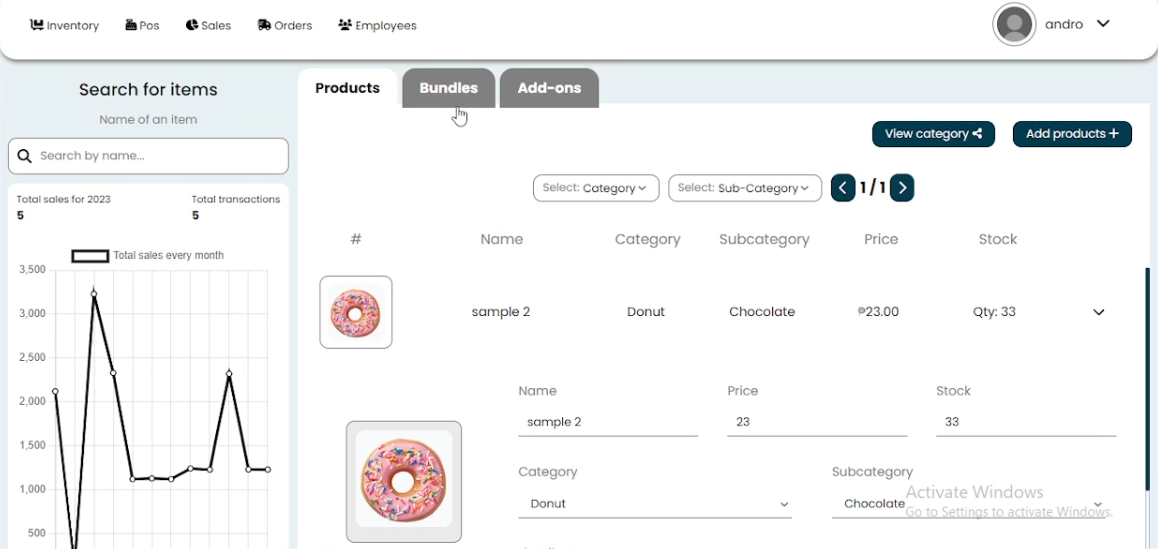 Inventory Pos Sales Orders Employees andro
Search for items
Name of an item
Search by name...
Total sales for 2023 Total transactions
5 5
Total sales every month
3,500
3,000
2,500
2,000
1,500
1,000
500
Products Bundles Add-ons
View category Add products +
Select: Category Select: Sub-Category 1 / 1
# Name Category Subcategory Price Stock
sample 2 Donut Chocolate ₱23.00 Qty: 33
Name Price Stock
sample 2 23 33
Category Subcategory
Donut Chocolate
Activate Windows
Go to Settings to activate Windows.